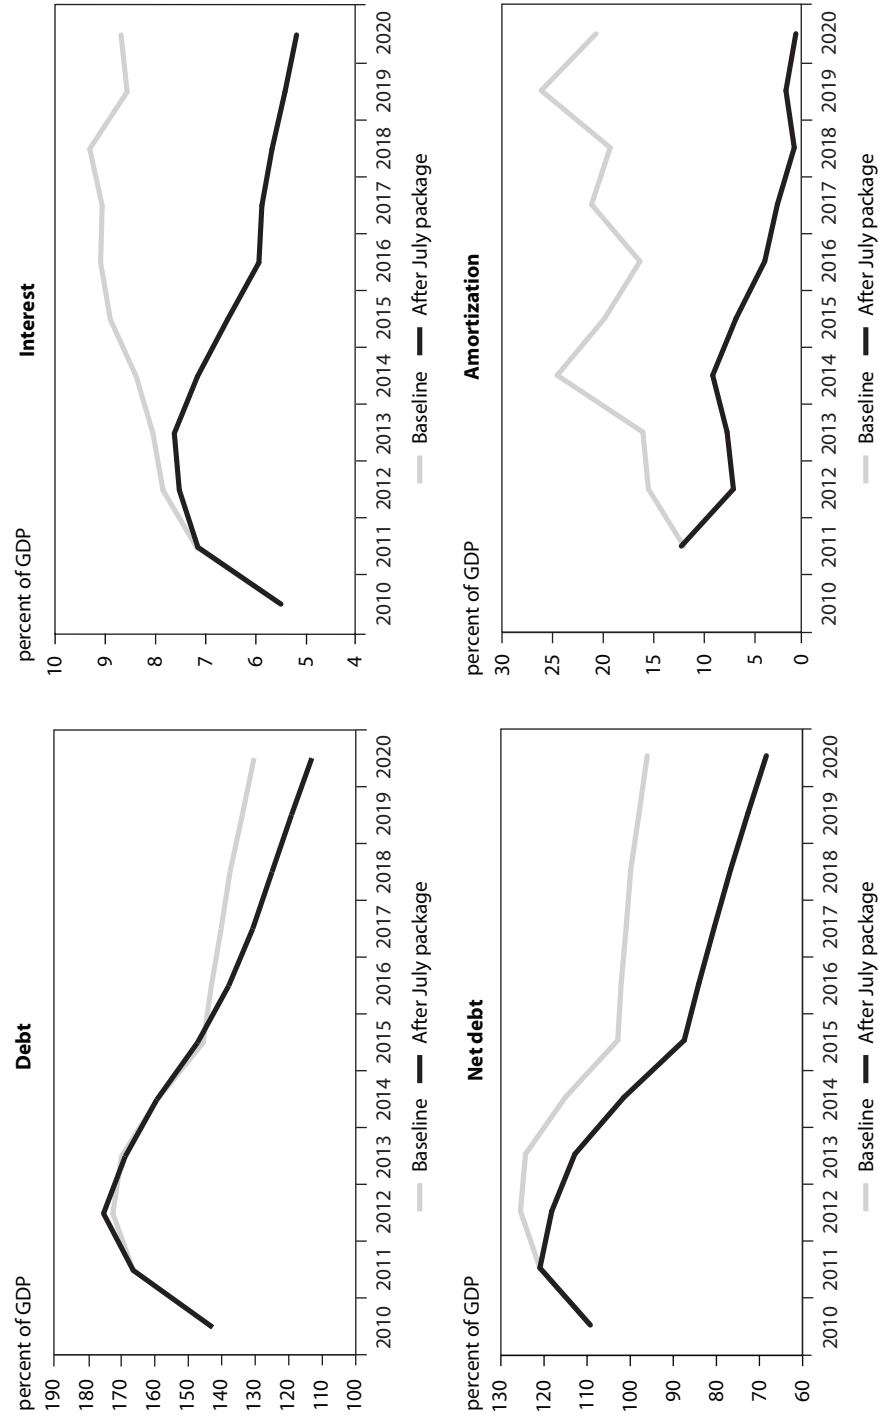 Debt
percent of GDP
190
180
170
160
150
140
130
120
110
100
2010 2011 2012 2013 2014 2015 2016 2017 2018 2019 2020
Baseline After July package
Interest
percent of GDP
10
9
8
7
6
5
4
2010 2011 2012 2013 2014 2015 2016 2017 2018 2019 2020
Baseline After July package
Net debt
percent of GDP
130
120
110
100
90
80
70
60
2010 2011 2012 2013 2014 2015 2016 2017 2018 2019 2020
Baseline After July package
Amortization
percent of GDP
30
25
20
15
10
5
0
2010 2011 2012 2013 2014 2015 2016 2017 2018 2019 2020
Baseline After July package